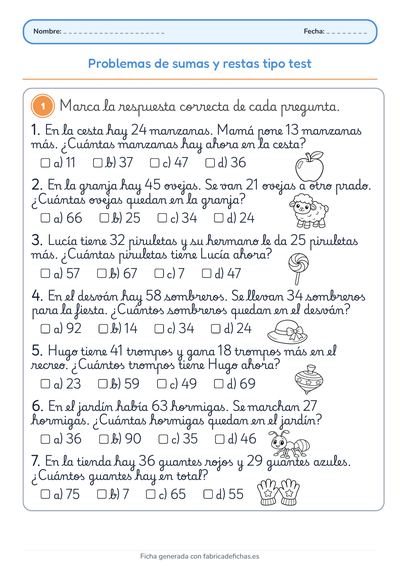 Nombre: Fecha:
Problemas de sumas y restas tipo test
1 Marca la respuesta correcta de cada pregunta.
1. En la cesta hay 24 manzanas. Mamá pone 13 manzanas
más. ¿Cuántas manzanas hay ahora en la cesta?
a) 11 b) 37 c) 47 d) 36
2. En la granja hay 45 ovejas. Se van 21 ovejas a otro prado.
¿Cuántas ovejas quedan en la granja?
a) 66 b) 25 c) 34 d) 24
3. Lucía tiene 32 piruletas y su hermano le da 25 piruletas
más. ¿Cuántas piruletas tiene Lucía ahora?
a) 57 b) 67 c) 7 d) 47
4. En el desván hay 58 sombreros. Se llevan 34 sombreros
para la fiesta. ¿Cuántos sombreros quedan en el desván?
a) 92 b) 14 c) 34 d) 24
5. Hugo tiene 41 trompos y gana 18 trompos más en el
recreo. ¿Cuántos trompos tiene Hugo ahora?
a) 23 b) 59 c) 49 d) 69
6. En el jardín había 63 hormigas. Se marchan 27
hormigas. ¿Cuántas hormigas quedan en el jardín?
a) 36 b) 90 c) 35 d) 46
7. En la tienda hay 36 guantes rojos y 29 guantes azules.
¿Cuántos guantes hay en total?
a) 75 b) 7 c) 65 d) 55
Ficha generada con fabricadefichas.es